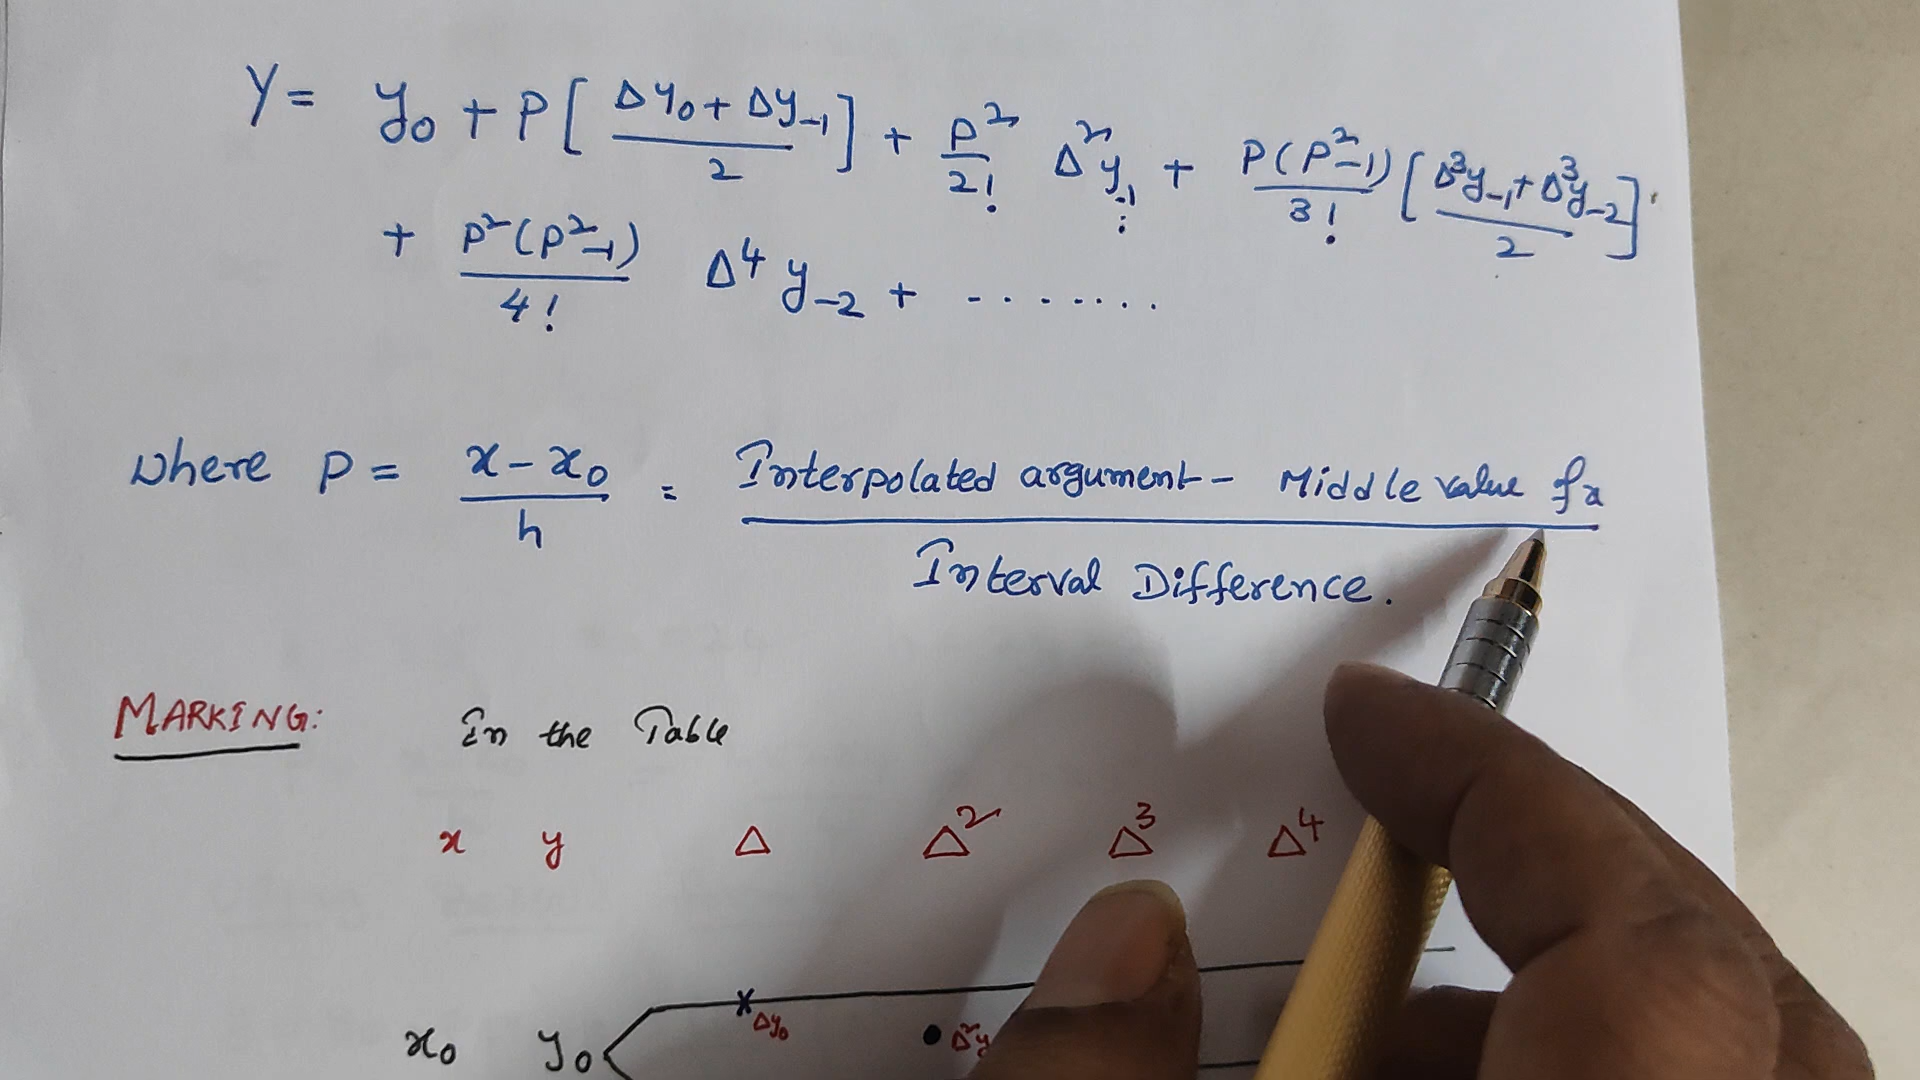 Y = y₀ + P [ (Δy₀ + Δy₋₁) / 2 ] + P² / 2! Δ²y₋₁ + P(P²-1) / 3! [ (Δ³y₋₁ + Δ³y₋₂) / 2 ]
+ P²(P²-1) / 4! Δ⁴y₋₂ + ........
where P = (x - x₀) / h = Interpolated argument - Middle value of x / Interval Difference.
MARKING: In the Table
x y Δ Δ² Δ³ Δ⁴
x₀ y₀ Δy₀